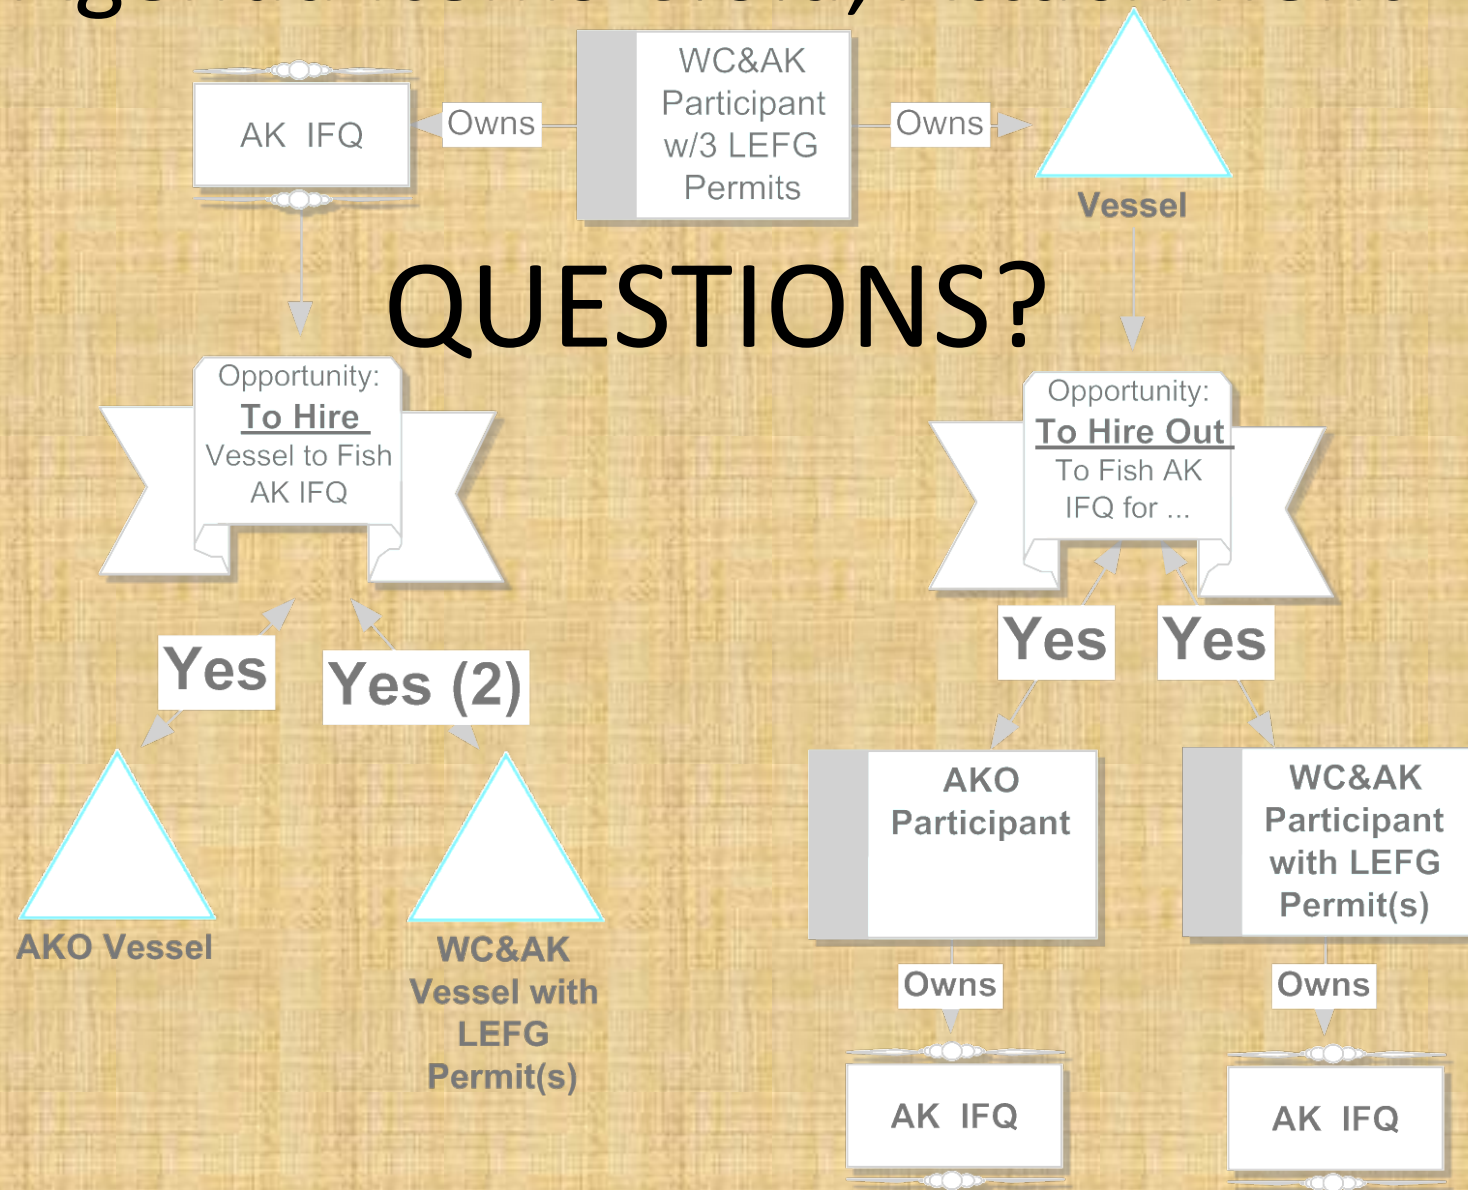 WC&AK
Participant
w/3 LEFG
Permits
Owns
AK IFQ
Owns
Vessel
QUESTIONS?
Opportunity:
To Hire
Vessel to Fish
AK IFQ
Opportunity:
To Hire Out
To Fish AK
IFQ for ...
Yes
Yes (2)
Yes
Yes
AKO Vessel
WC&AK
Vessel with
LEFG
Permit(s)
AKO
Participant
WC&AK
Participant
with LEFG
Permit(s)
Owns
Owns
AK IFQ
AK IFQ